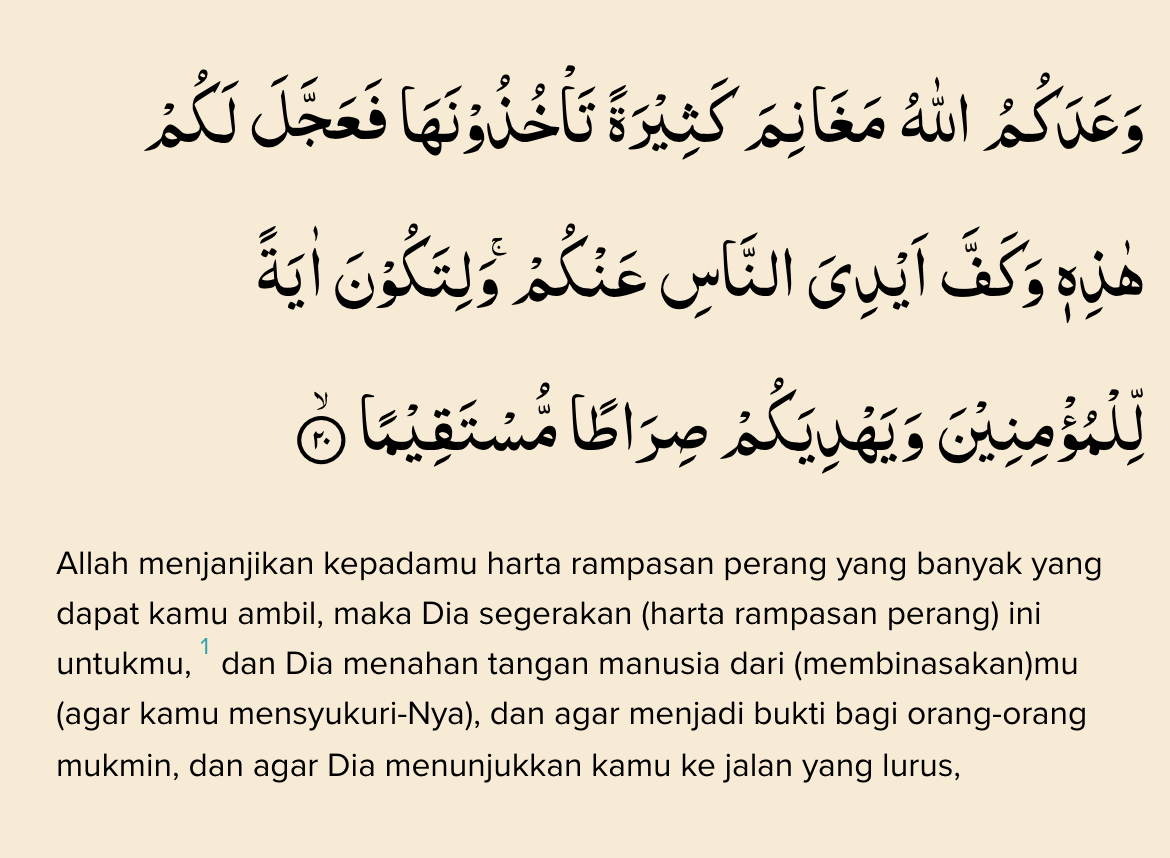 وَعَدَكُمُ اللّٰهُ مَغَانِمَ كَثِيْرَةً تَأْخُذُوْنَهَا فَعَجَّلَ لَكُمْ
هٰذِهٖ وَكَفَّ اَيْدِيَ النَّاسِ عَنْكُمْۚ وَلِتَكُوْنَ اٰيَةً
لِّلْمُؤْمِنِيْنَ وَيَهْدِيَكُمْ صِرَاطًا مُّسْتَقِيْمًاۙ ٢٠
Allah menjanjikan kepadamu harta rampasan perang yang banyak yang
dapat kamu ambil, maka Dia segerakan (harta rampasan perang) ini
untukmu, 1 dan Dia menahan tangan manusia dari (membinasakan)mu
(agar kamu mensyukuri-Nya), dan agar menjadi bukti bagi orang-orang
mukmin, dan agar Dia menunjukkan kamu ke jalan yang lurus,